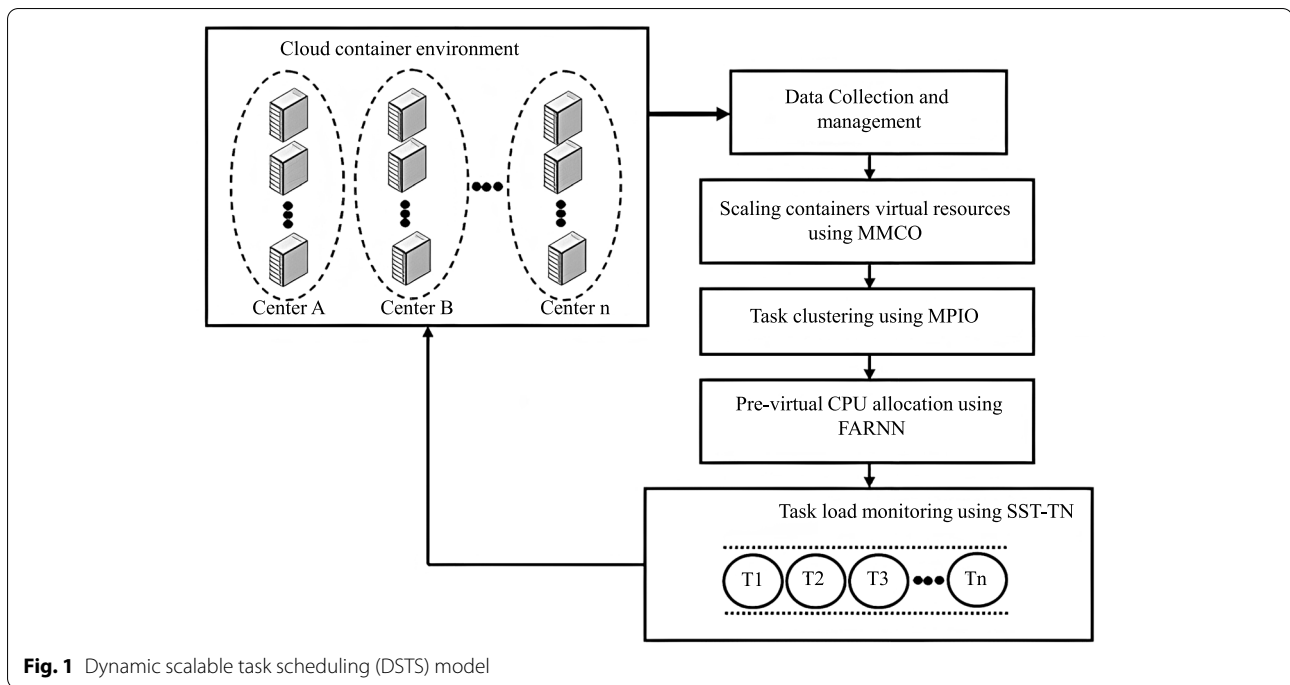 Cloud container environment
Center A
Center B
Center n
Data Collection and
management
Scaling containers virtual resources
using MMCO
Task clustering using MPIO
Pre-virtual CPU allocation using
FARNN
Task load monitoring using SST-TN
T1
T2
T3
Tn
Fig. 1 Dynamic scalable task scheduling (DSTS) model